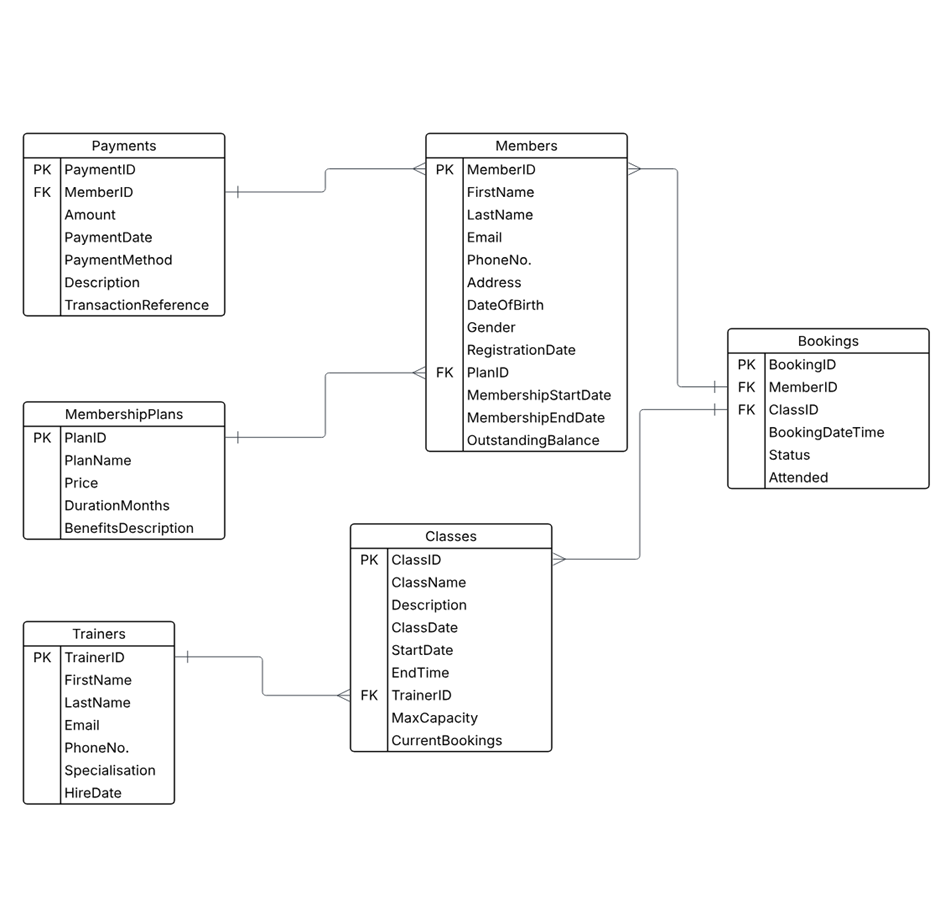 Payments
PK PaymentID
FK MemberID
Amount
PaymentDate
PaymentMethod
Description
TransactionReference
Members
PK MemberID
FirstName
LastName
Email
PhoneNo.
Address
DateOfBirth
Gender
RegistrationDate
FK PlanID
MembershipStartDate
MembershipEndDate
OutstandingBalance
Bookings
PK BookingID
FK MemberID
FK ClassID
BookingDateTime
Status
Attended
MembershipPlans
PK PlanID
PlanName
Price
DurationMonths
BenefitsDescription
Classes
PK ClassID
ClassName
Description
ClassDate
StartDate
EndTime
FK TrainerID
MaxCapacity
CurrentBookings
Trainers
PK TrainerID
FirstName
LastName
Email
PhoneNo.
Specialisation
HireDate